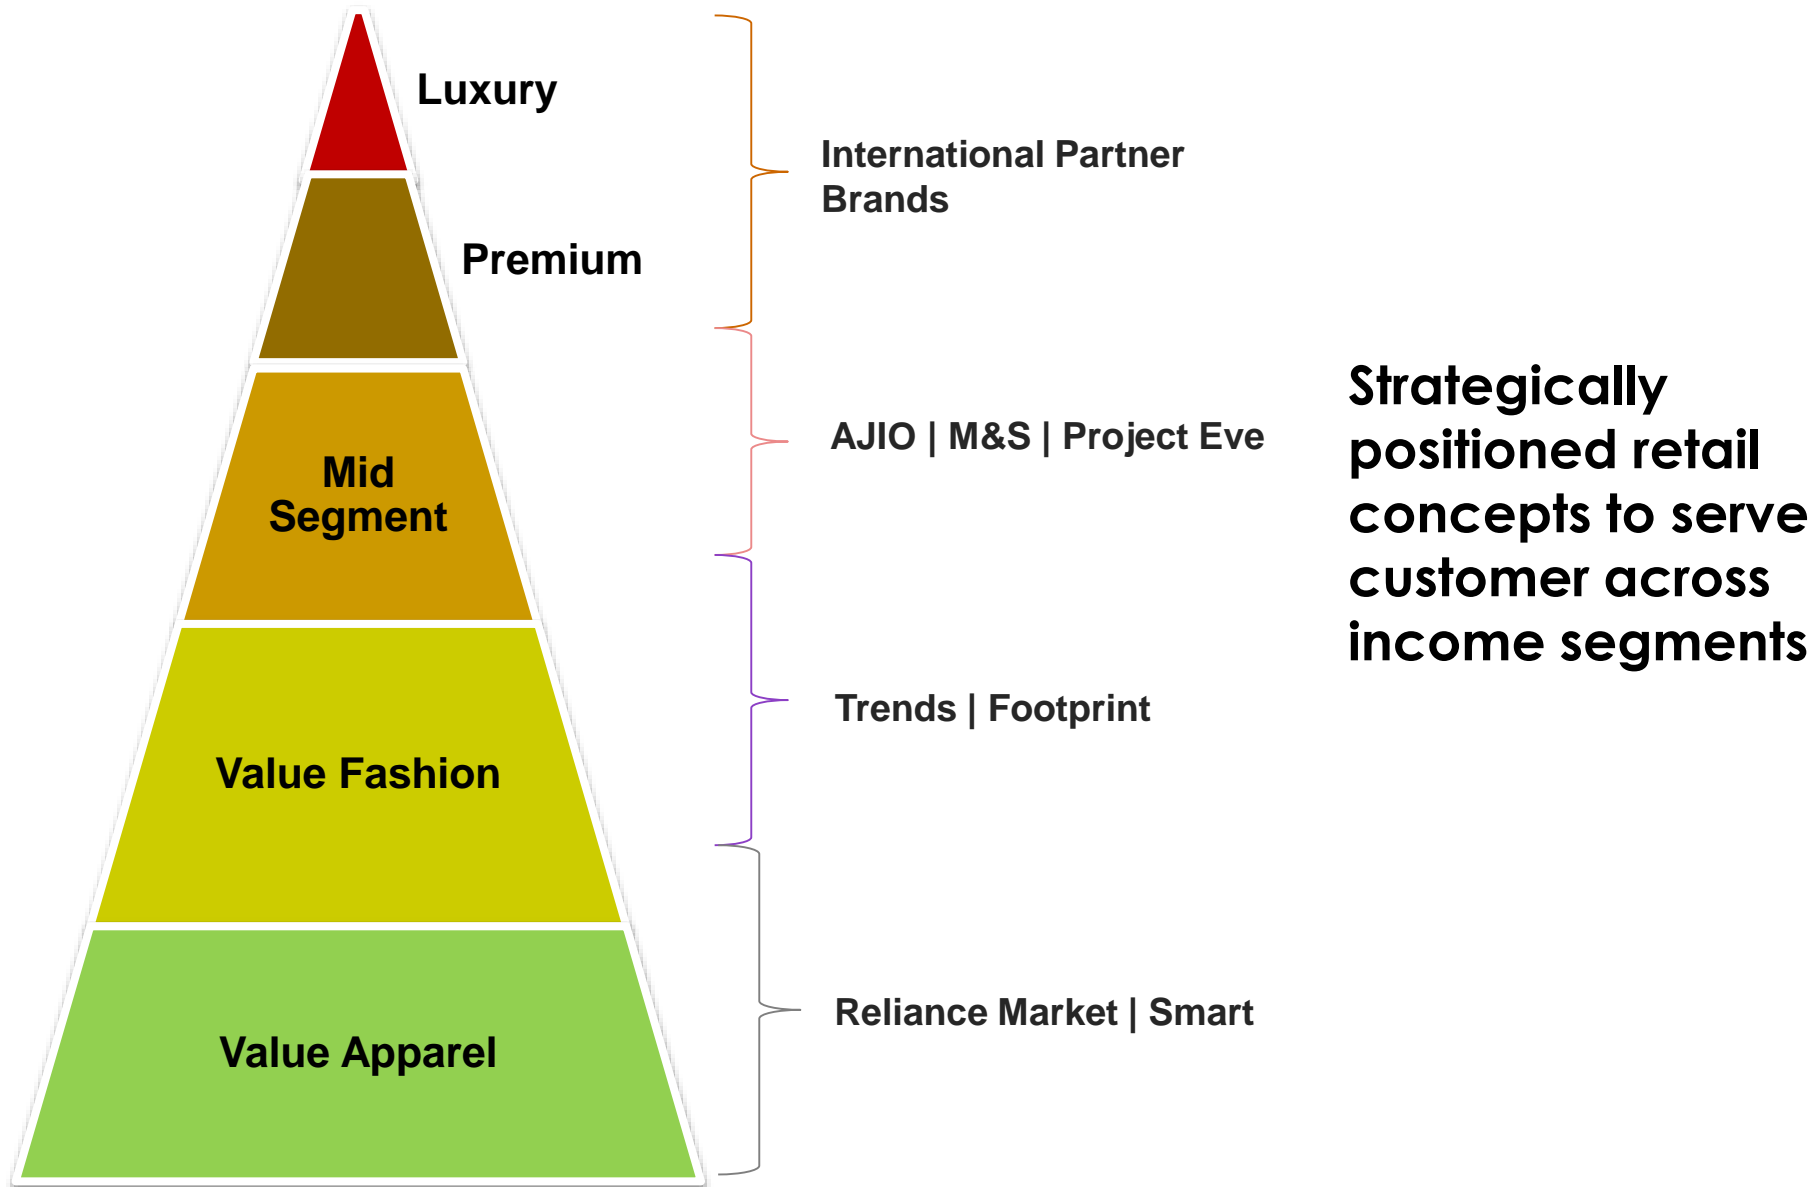 Luxury
International Partner
Brands
Premium
AJIO | M&S | Project Eve
Mid
Segment
Strategically
positioned retail
concepts to serve
customer across
income segments
Trends | Footprint
Value Fashion
Reliance Market | Smart
Value Apparel